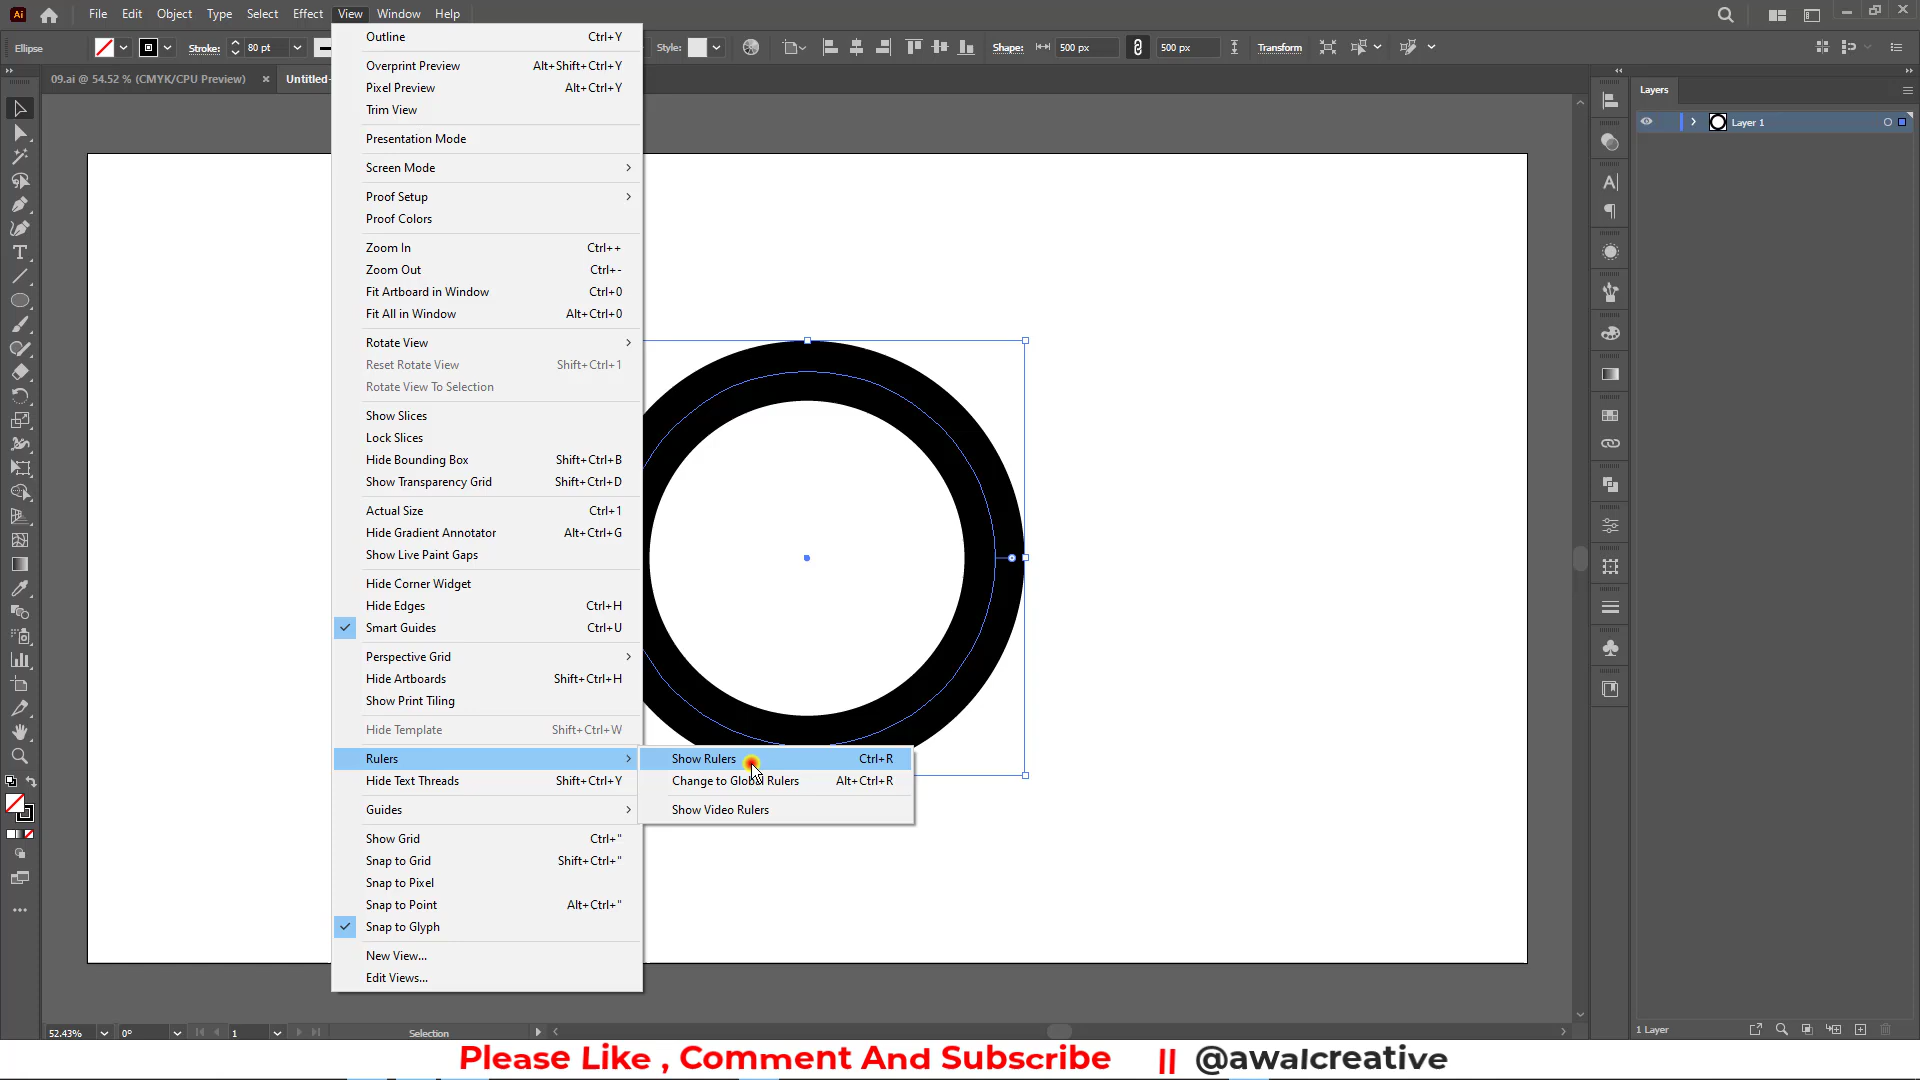 Ai File Edit Object Type Select Effect View Window Help
Ellipse Stroke: 80 pt Style: Shape: 500 px 500 px Transform
09.ai @ 54.52 % (CMYK/CPU Preview) × Untitled-
Outline Ctrl+Y
Overprint Preview Alt+Shift+Ctrl+Y
Pixel Preview Alt+Ctrl+Y
Trim View
Presentation Mode
Screen Mode
Proof Setup
Proof Colors
Zoom In Ctrl++
Zoom Out Ctrl+-
Fit Artboard in Window Ctrl+0
Fit All in Window Alt+Ctrl+0
Rotate View
Reset Rotate View Shift+Ctrl+1
Rotate View To Selection
Show Slices
Lock Slices
Hide Bounding Box Shift+Ctrl+B
Show Transparency Grid Shift+Ctrl+D
Actual Size Ctrl+1
Hide Gradient Annotator Alt+Ctrl+G
Show Live Paint Gaps
Hide Corner Widget
Hide Edges Ctrl+H
Smart Guides Ctrl+U
Perspective Grid
Hide Artboards Shift+Ctrl+H
Show Print Tiling
Hide Template Shift+Ctrl+W
Rulers
Hide Text Threads Shift+Ctrl+Y
Guides
Show Grid Ctrl+"
Snap to Grid Shift+Ctrl+"
Snap to Pixel
Snap to Point Alt+Ctrl+"
Snap to Glyph
New View...
Edit Views...
Show Rulers Ctrl+R
Change to Global Rulers Alt+Ctrl+R
Show Video Rulers
Layers
Layer 1
52.43% 0° 1 Selection
1 Layer
Please Like , Comment And Subscribe || @awalcreative